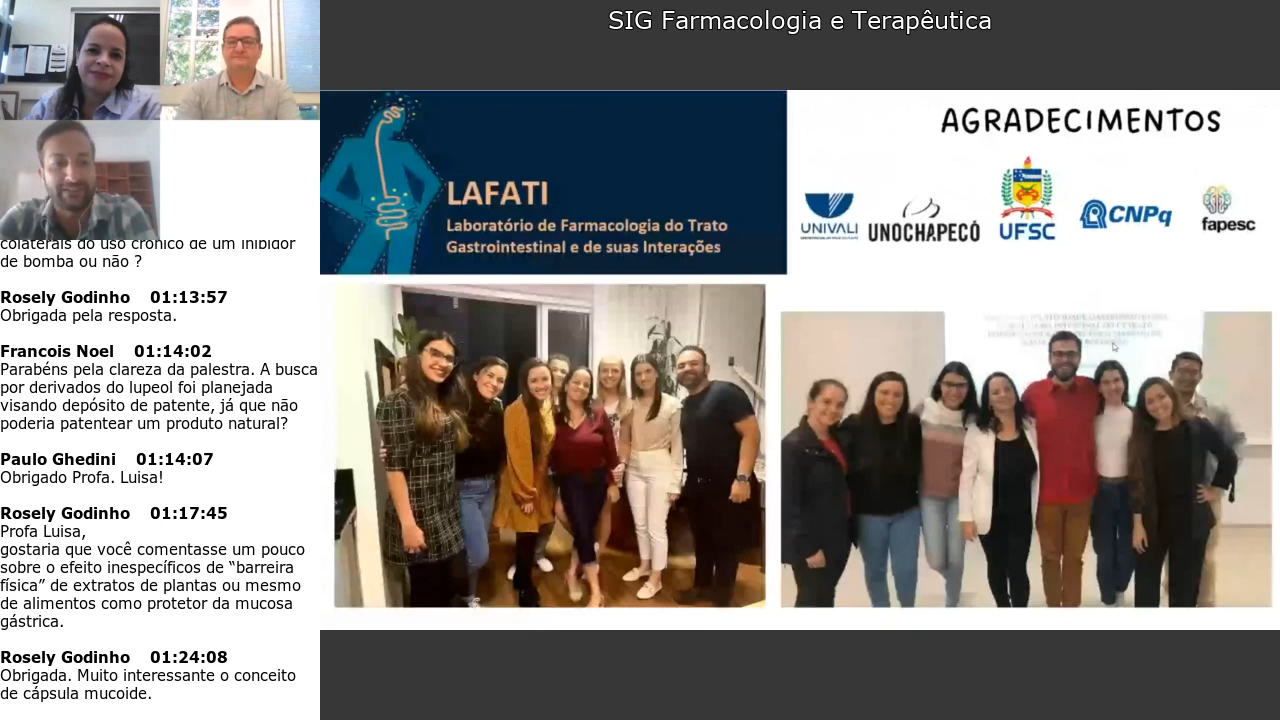 SIG Farmacologia e Terapêutica
colaterais do uso crônico de um inibidor
de bomba ou não ?
Rosely Godinho 01:13:57
Obrigada pela resposta.
Francois Noel 01:14:02
Parabéns pela clareza da palestra. A busca
por derivados do lupeol foi planejada
visando depósito de patente, já que não
poderia patentear um produto natural?
Paulo Ghedini 01:14:07
Obrigado Profa. Luisa!
Rosely Godinho 01:17:45
Profa Luisa,
gostaria que você comentasse um pouco
sobre o efeito inespecíficos de “barreira
física” de extratos de plantas ou mesmo
de alimentos como protetor da mucosa
gástrica.
Rosely Godinho 01:24:08
Obrigada. Muito interessante o conceito
de cápsula mucoide.
LAFATI
Laboratório de Farmacologia do Trato
Gastrointestinal e de suas Interações
AGRADECIMENTOS
UNIVALI
UNOCHAPECÓ
UFSC
CNPq
fapesc